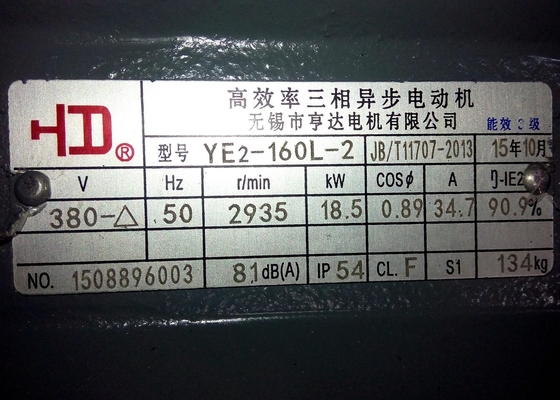 高效率三相异步电动机
无锡市亨达电机有限公司 能效3级
HD® 型号 YE2-160L-2 JB/T11707-2013 15年10月
V Hz r/min kW COSφ A η-IE2
380-△ 50 2935 18.5 0.89 34.7 90.9%
NO. 1508896003 81dB(A) IP 54 CL. F S1 134kg